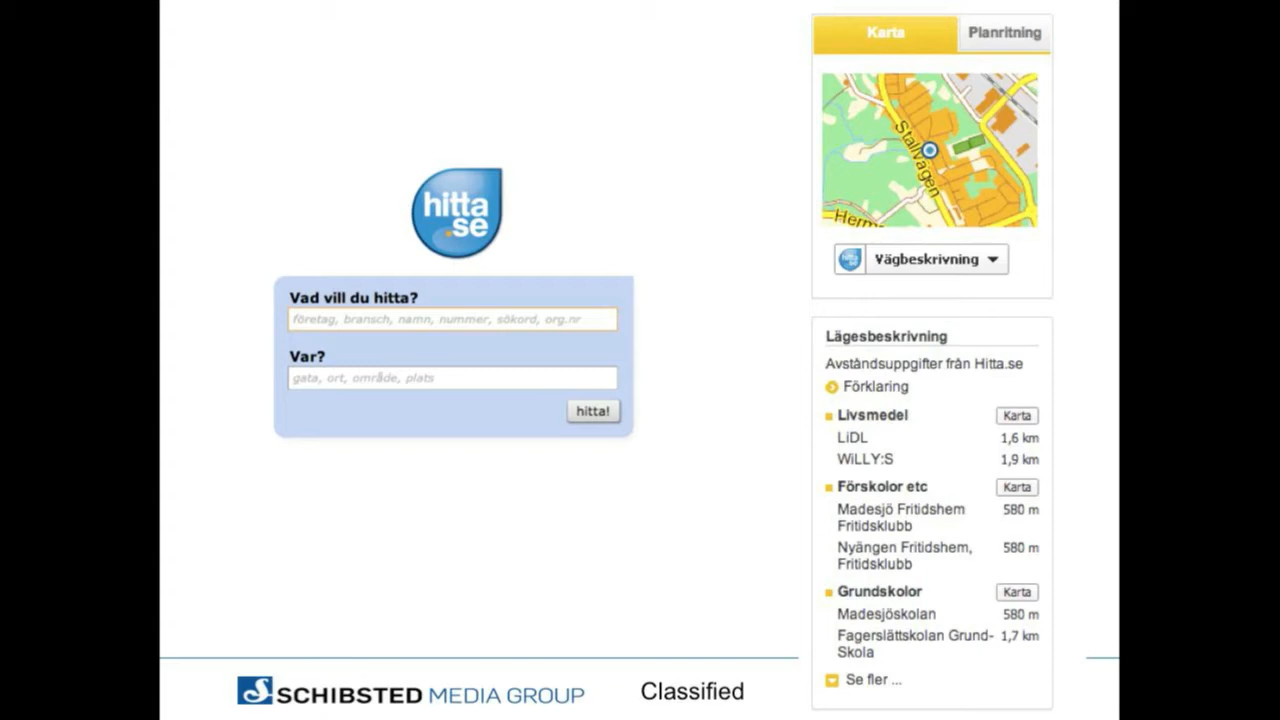 hitta
.se
Vad vill du hitta?
företag, bransch, namn, nummer, sökord, org.nr
Var?
gata, ort, område, plats
hitta!
Karta
Planritning
Stallvägen
Herm
hitta
.se
Vägbeskrivning
Lägesbeskrivning
Avståndsuppgifter från Hitta.se
Förklaring
Livsmedel Karta
LiDL 1,6 km
WiLLY:S 1,9 km
Förskolor etc Karta
Madesjö Fritidshem 580 m
Fritidsklubb
Nyängen Fritidshem, 580 m
Fritidsklubb
Grundskolor Karta
Madesjöskolan 580 m
Fagerslättskolan Grund- 1,7 km
Skola
Se fler ...
SCHIBSTED MEDIA GROUP
Classified